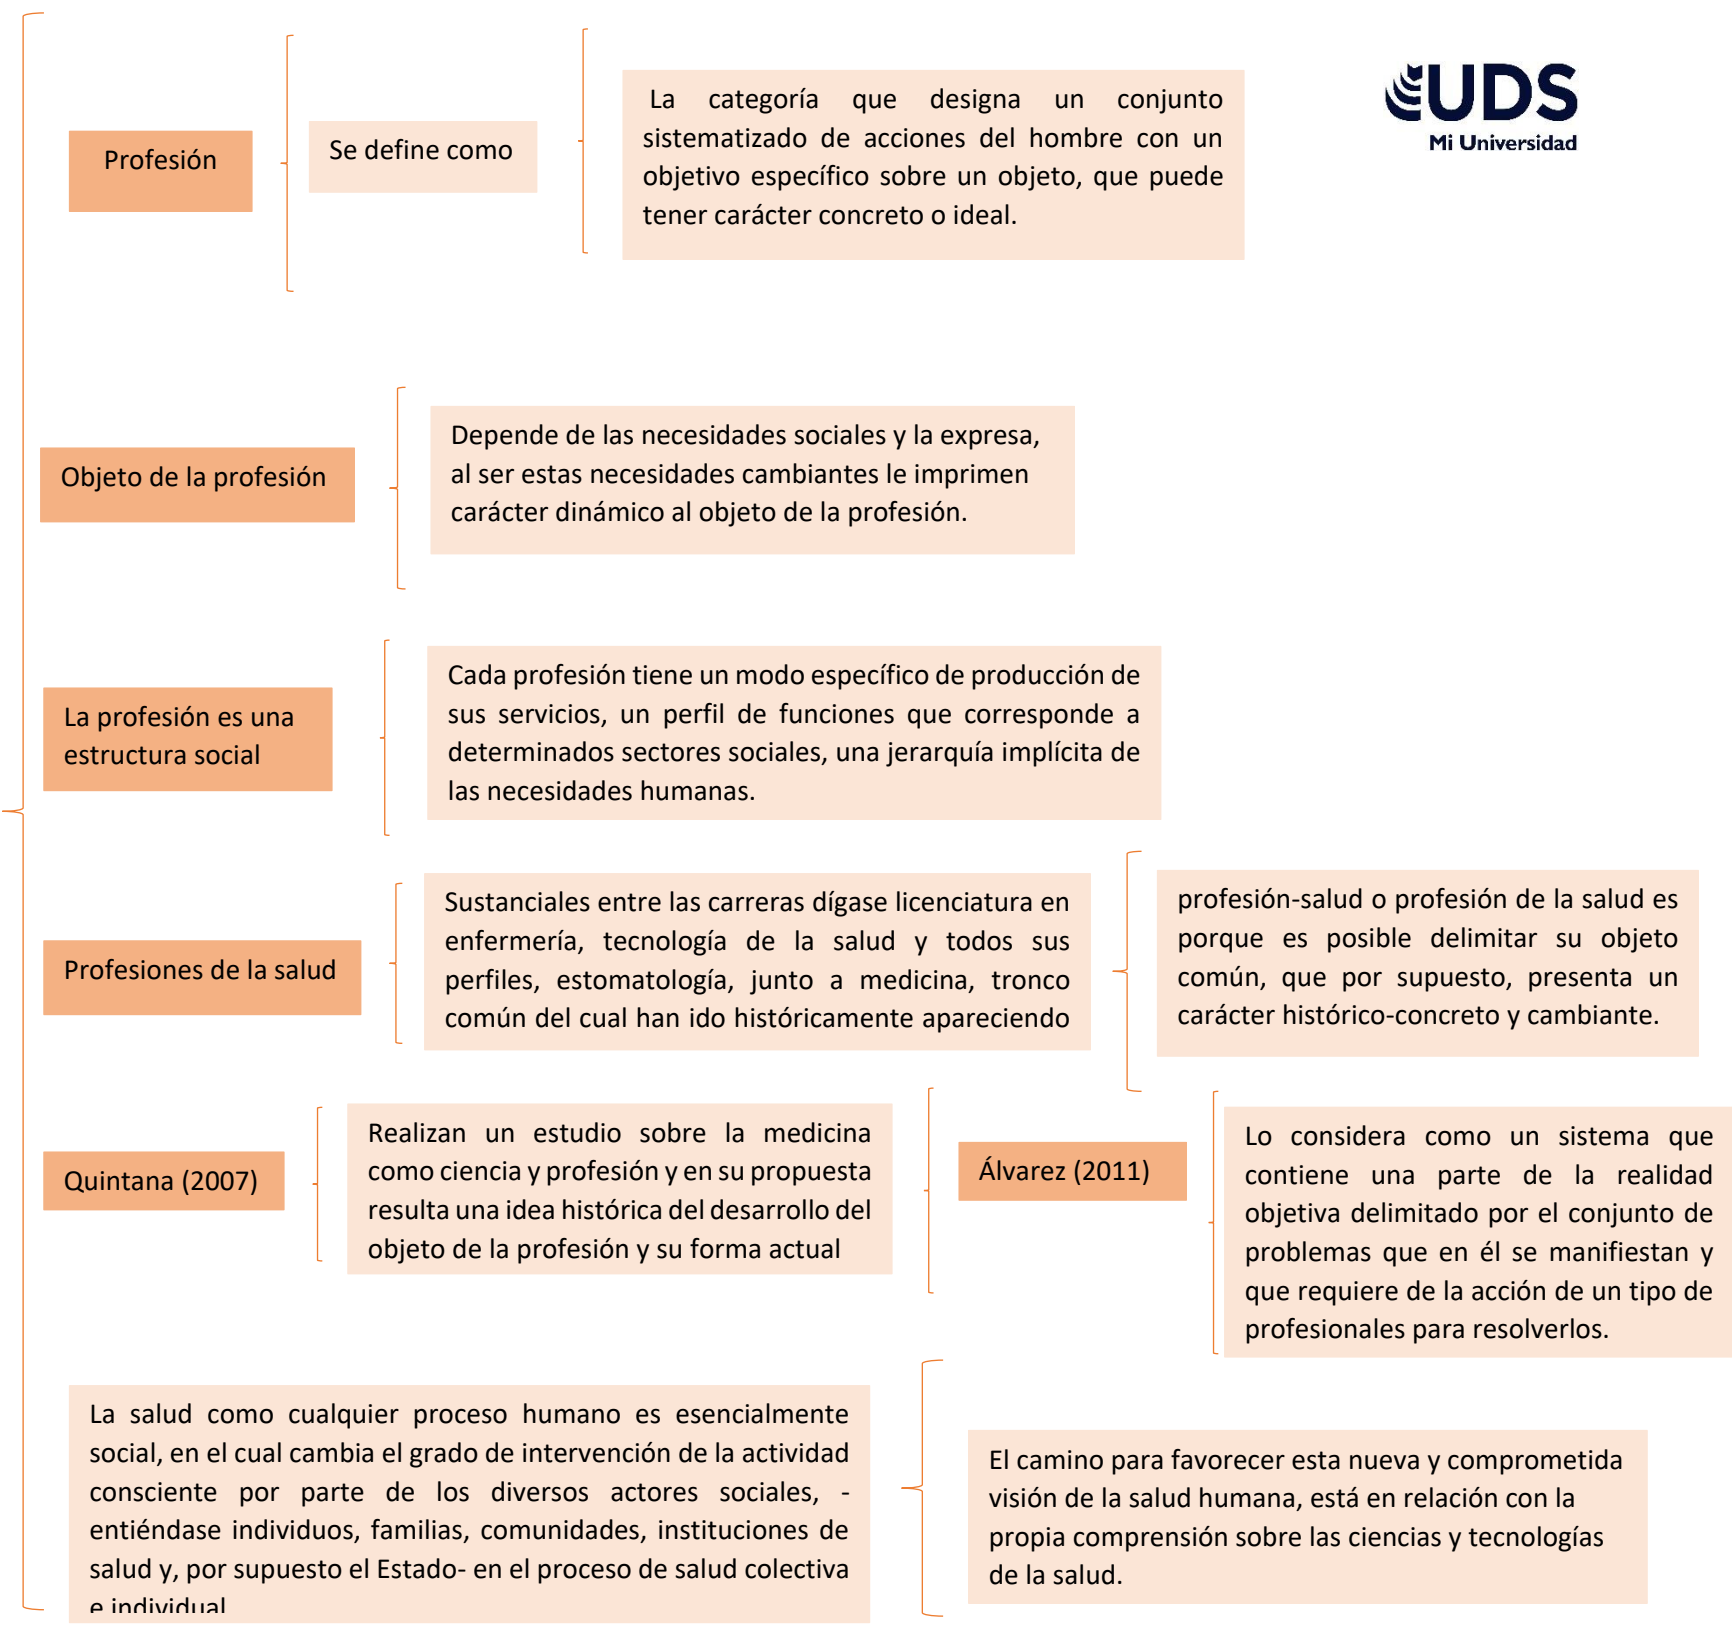 UDS
Mi Universidad
Profesión
Se define como
La categoría que designa un conjunto
sistematizado de acciones del hombre con un
objetivo específico sobre un objeto, que puede
tener carácter concreto o ideal.
Objeto de la profesión
Depende de las necesidades sociales y la expresa,
al ser estas necesidades cambiantes le imprimen
carácter dinámico al objeto de la profesión.
La profesión es una
estructura social
Cada profesión tiene un modo específico de producción de
sus servicios, un perfil de funciones que corresponde a
determinados sectores sociales, una jerarquía implícita de
las necesidades humanas.
Profesiones de la salud
Sustanciales entre las carreras dígase licenciatura en
enfermería, tecnología de la salud y todos sus
perfiles, estomatología, junto a medicina, tronco
común del cual han ido históricamente apareciendo
profesión-salud o profesión de la salud es
porque es posible delimitar su objeto
común, que por supuesto, presenta un
carácter histórico-concreto y cambiante.
Quintana (2007)
Realizan un estudio sobre la medicina
como ciencia y profesión y en su propuesta
resulta una idea histórica del desarrollo del
objeto de la profesión y su forma actual
Álvarez (2011)
Lo considera como un sistema que
contiene una parte de la realidad
objetiva delimitado por el conjunto de
problemas que en él se manifiestan y
que requiere de la acción de un tipo de
profesionales para resolverlos.
La salud como cualquier proceso humano es esencialmente
social, en el cual cambia el grado de intervención de la actividad
consciente por parte de los diversos actores sociales, -
entiéndase individuos, familias, comunidades, instituciones de
salud y, por supuesto el Estado- en el proceso de salud colectiva
e individual
El camino para favorecer esta nueva y comprometida
visión de la salud humana, está en relación con la
propia comprensión sobre las ciencias y tecnologías
de la salud.